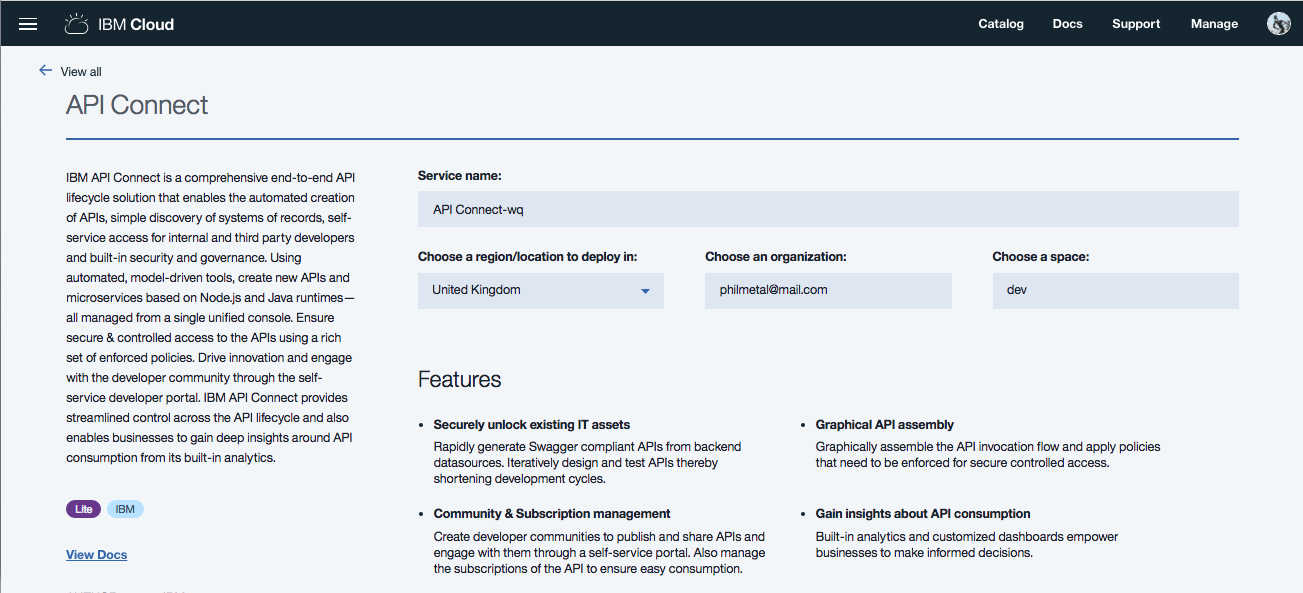 IBM Cloud
Catalog Docs Support Manage
← View all
API Connect
IBM API Connect is a comprehensive end-to-end API
lifecycle solution that enables the automated creation
of APIs, simple discovery of systems of records, self-
service access for internal and third party developers
and built-in security and governance. Using
automated, model-driven tools, create new APIs and
microservices based on Node.js and Java runtimes—
all managed from a single unified console. Ensure
secure & controlled access to the APIs using a rich
set of enforced policies. Drive innovation and engage
with the developer community through the self-
service developer portal. IBM API Connect provides
streamlined control across the API lifecycle and also
enables businesses to gain deep insights around API
consumption from its built-in analytics.
Lite IBM
View Docs
Service name:
API Connect-wq
Choose a region/location to deploy in:
United Kingdom
Choose an organization:
philmetal@mail.com
Choose a space:
dev
Features
• Securely unlock existing IT assets
Rapidly generate Swagger compliant APIs from backend
datasources. Iteratively design and test APIs thereby
shortening development cycles.
• Graphical API assembly
Graphically assemble the API invocation flow and apply policies
that need to be enforced for secure controlled access.
• Community & Subscription management
Create developer communities to publish and share APIs and
engage with them through a self-service portal. Also manage
the subscriptions of the API to ensure easy consumption.
• Gain insights about API consumption
Built-in analytics and customized dashboards empower
businesses to make informed decisions.